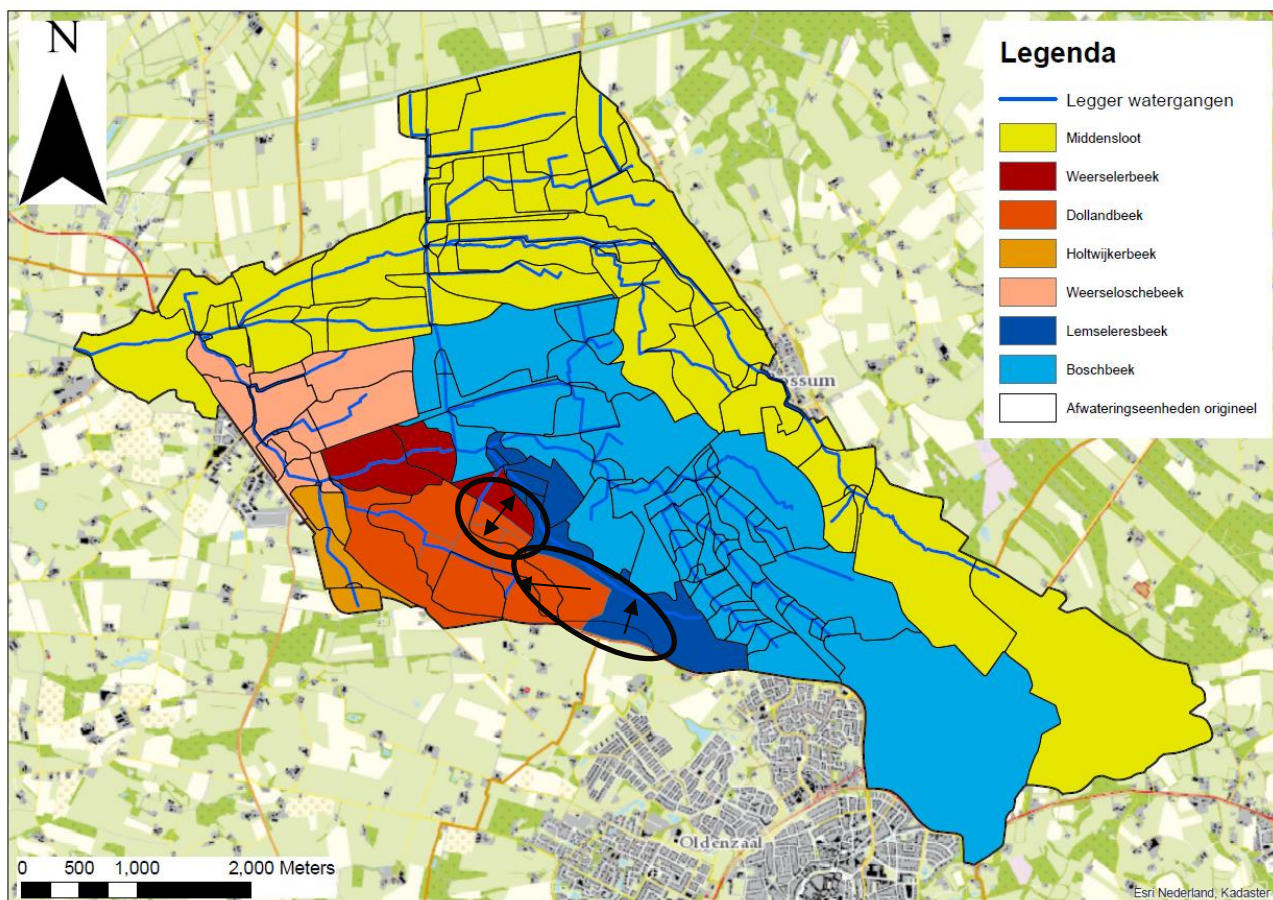 N
Legenda
Legger watergangen
Middensloot
Weerselerbeek
Dollandbeek
Holtwijkerbeek
Weerseloschebeek
Lemseleresbeek
Boschbeek
Afwateringseenheden origineel
ossum
Oldenzaal
0 500 1,000 2,000 Meters
Esri Nederland, Kadaster